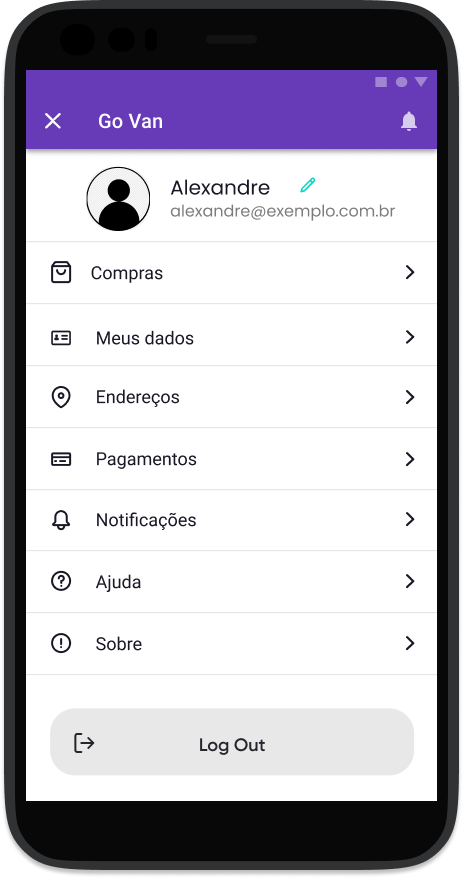 Go Van
Alexandre
alexandre@exemplo.com.br
Compras
Meus dados
Endereços
Pagamentos
Notificações
Ajuda
Sobre
Log Out